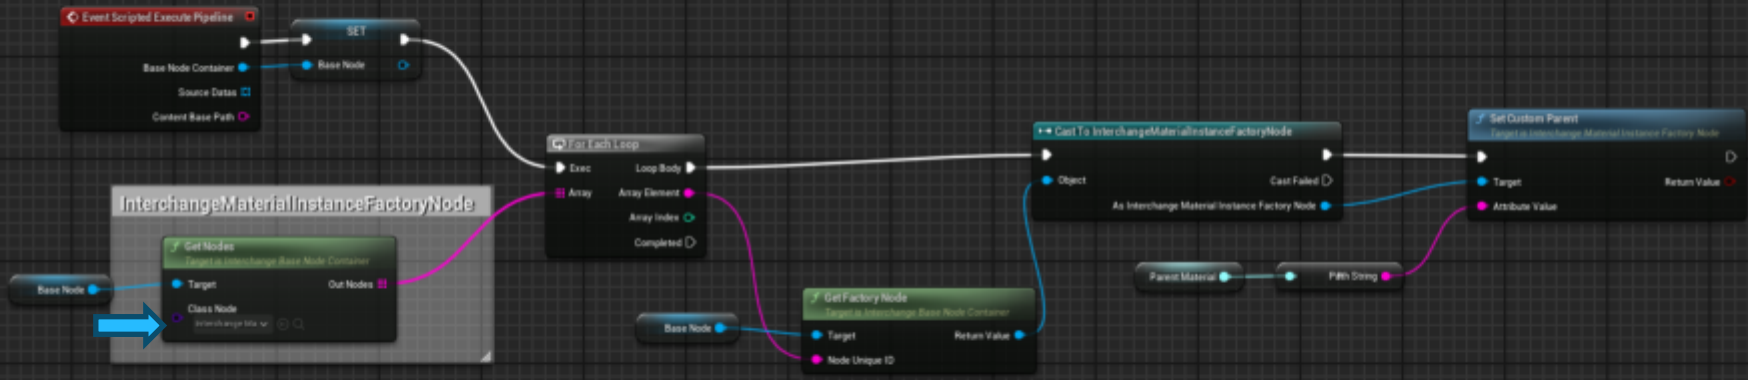 Event Scripted Execute Pipeline
Base Node Container
Source Datas
Content Base Path
SET
Base Node
For Each Loop
Exec
Loop Body
Array
Array Element
Array Index
Completed
InterchangeMaterialInstanceFactoryNode
Get Nodes
Target is Interchange Base Node Container
Target
Out Nodes
Class Node
Interchange Ma
Base Node
Base Node
Get Factory Node
Target is Interchange Base Node Container
Target
Return Value
Node Unique ID
Cast To InterchangeMaterialInstanceFactoryNode
Object
Cast Failed
As Interchange Material Instance Factory Node
Parent Material
Path String
Set Custom Parent
Target is Interchange Material Instance Factory Node
Target
Return Value
Attribute Value